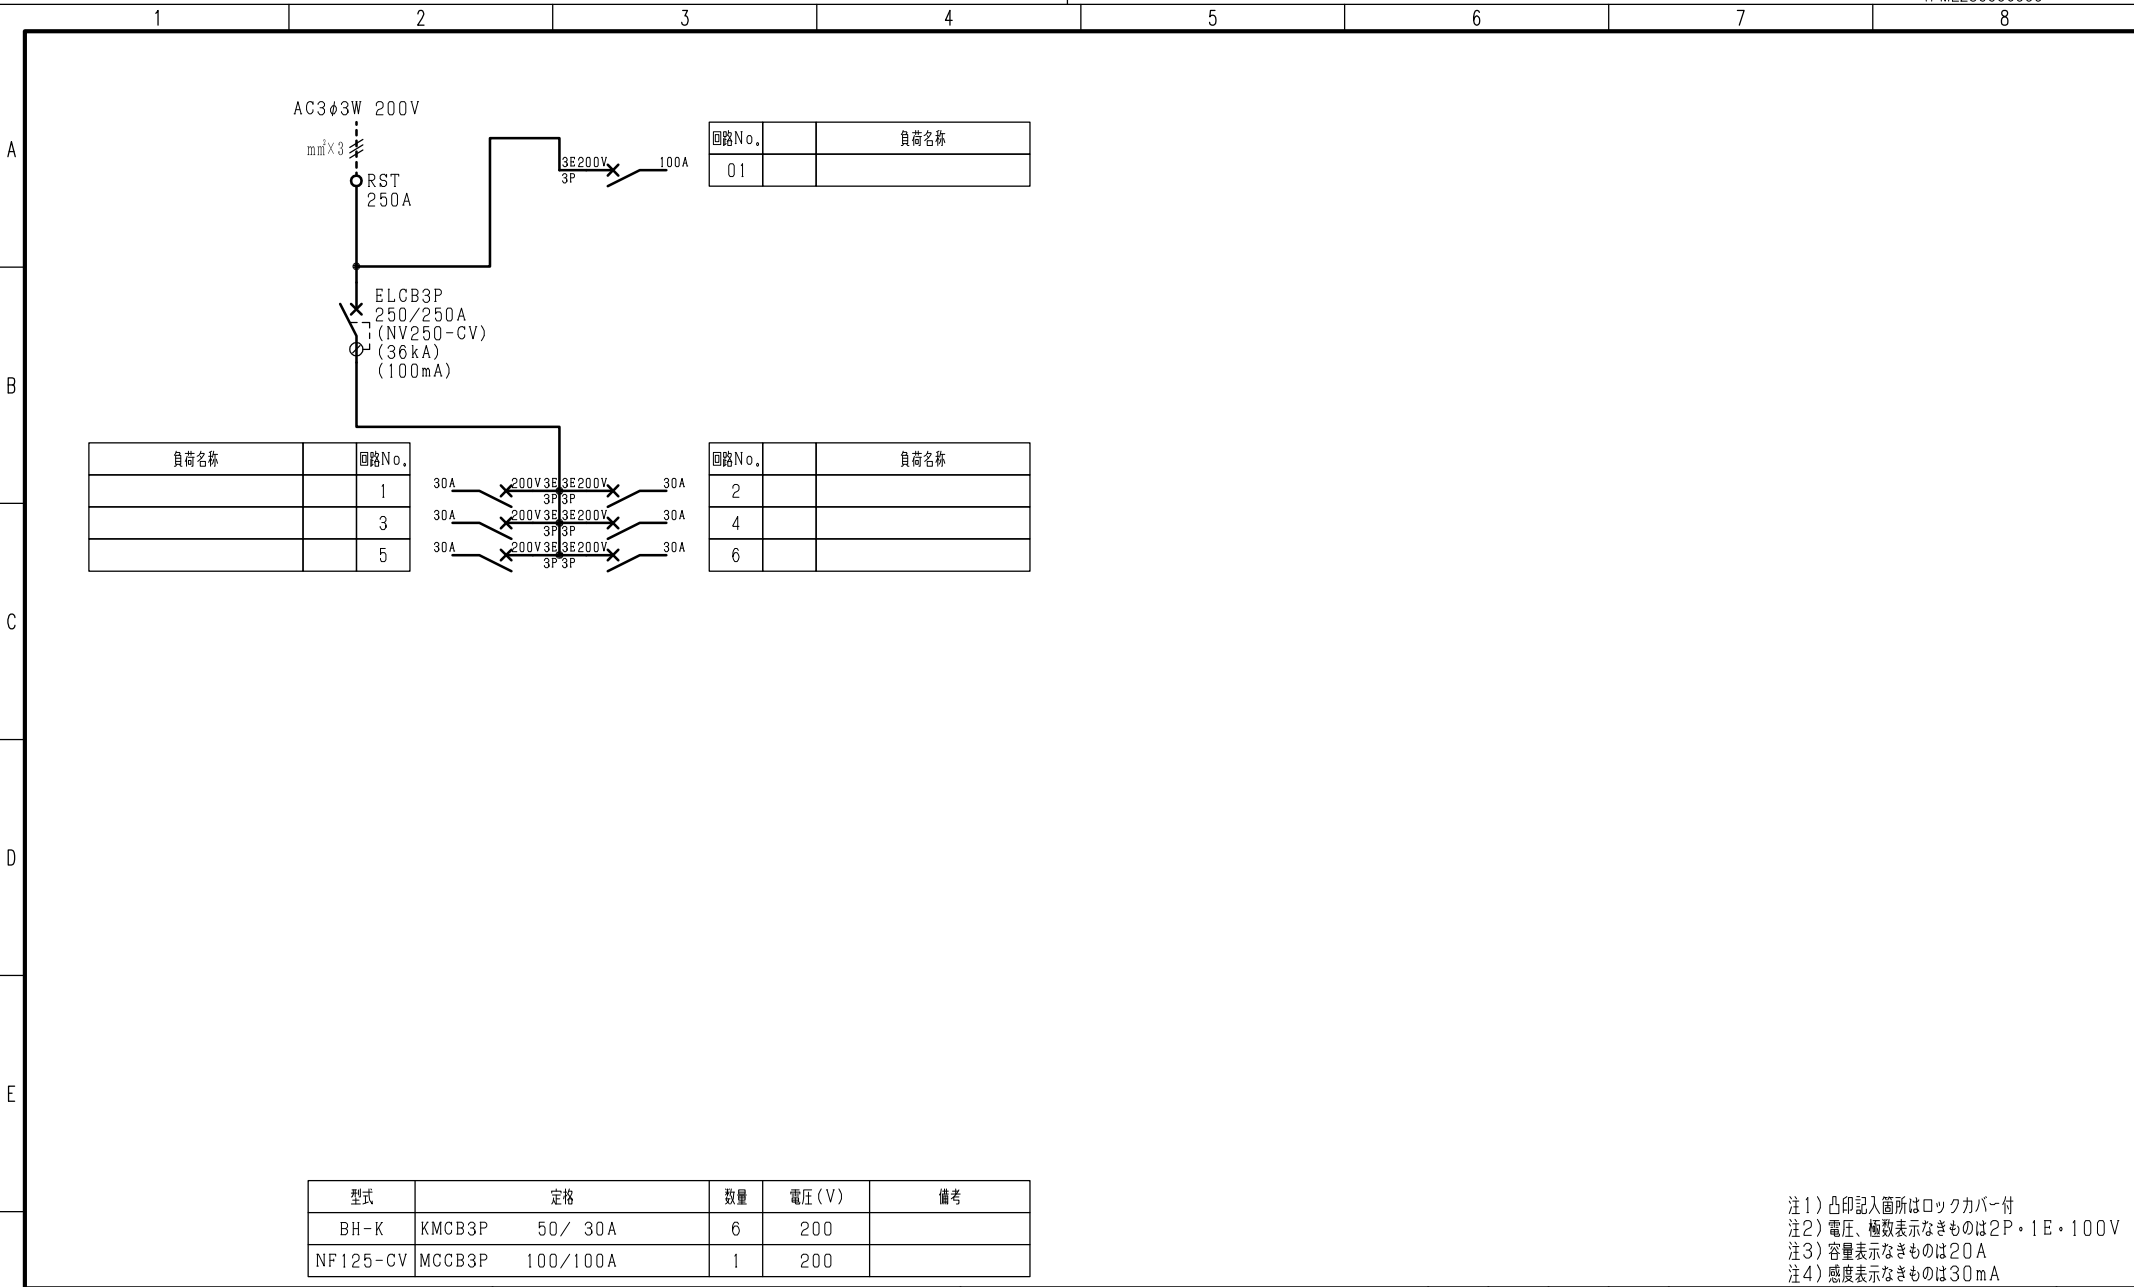 1 2 3 4 5 6 7 8
A
B
C
D
E
AC3φ3W 200V
mm²×3
RST
250A
3E200V
3P
100A
回路No. 負荷名称
01
ELCB3P
250/250A
(NV250-CV)
(36kA)
(100mA)
負荷名称 回路No.
1
3
5
30A 200V3E 3E200V 30A
3P 3P
30A 200V3E 3E200V 30A
3P 3P
30A 200V3E 3E200V 30A
3P 3P
回路No. 負荷名称
2
4
6
型式 定格 数量 電圧(V) 備考
BH-K KMCB3P 50/ 30A 6 200
NF125-CV MCCB3P 100/100A 1 200
注1)凸印記入箇所はロックカバー付
注2)電圧、極数表示なきものは2P・1E・100V
注3)容量表示なきものは20A
注4)感度表示なきものは30mA